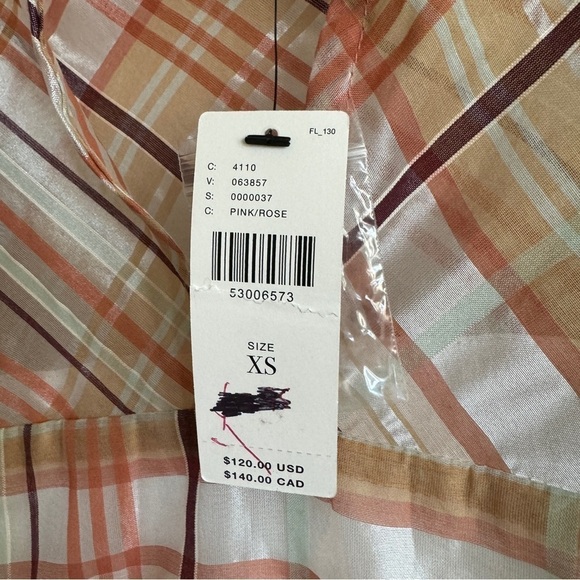 FL_130
C: 4110
V: 063857
S: 0000037
C: PINK/ROSE
53006573
SIZE
XS
$120.00 USD
$140.00 CAD